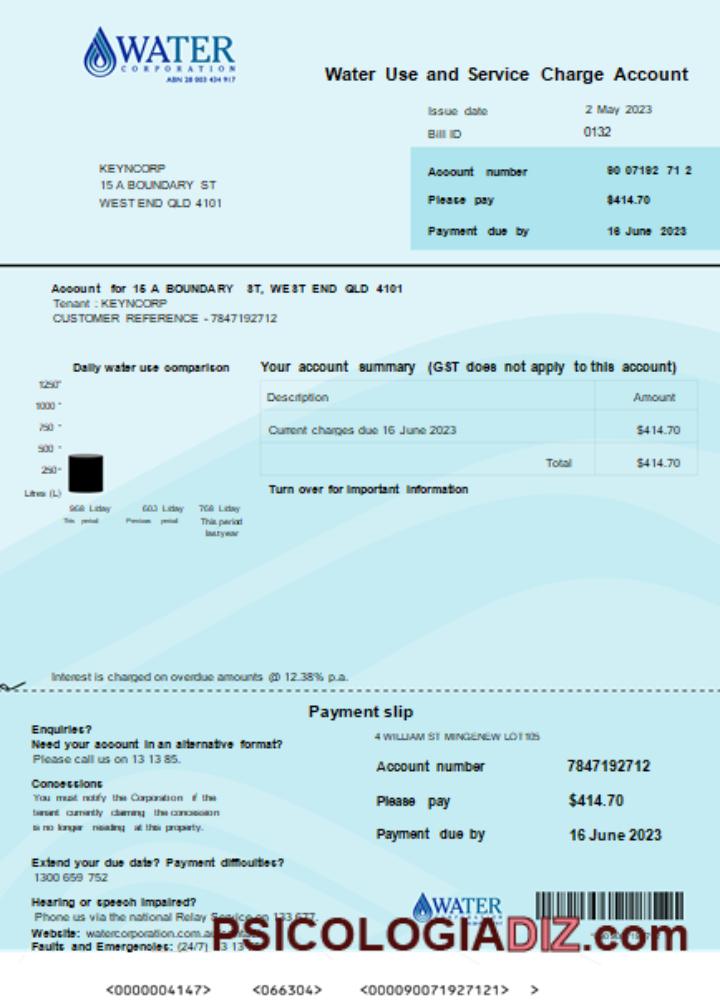 WATER
CORPORATION
ABN 28 003 434 917
Water Use and Service Charge Account
Issue date 2 May 2023
Bill ID 0132
KEYNCORP
15 A BOUNDARY ST
WEST END QLD 4101
Account number 90 07192 71 2
Please pay $414.70
Payment due by 16 June 2023
Account for 15 A BOUNDARY ST, WEST END QLD 4101
Tenant : KEYNCORP
CUSTOMER REFERENCE - 7847192712
Daily water use comparison
1250
1000
750
500
250
Litres (L)
968 L/day 603 L/day 768 L/day
This period Previous period This period
last year
Your account summary (GST does not apply to this account)
Description Amount
Current charges due 16 June 2023 $414.70
Total $414.70
Turn over for important information
Interest is charged on overdue amounts @ 12.38% p.a.
Payment slip
Enquiries?
Need your account in an alternative format?
Please call us on 13 13 85.
Concessions
You must notify the Corporation if the
tenant currently claiming the concession
is no longer residing at this property.
Extend your due date? Payment difficulties?
1300 659 752
Hearing or speech impaired?
Phone us via the national Relay Service on 133 677.
Website: watercorporation.com.au
Faults and Emergencies: (24/7) 13 13
4 WILLIAM ST MINGENEW LOT 105
Account number 7847192712
Please pay $414.70
Payment due by 16 June 2023
WATER
PSICOLOGIADIZ.com
<0000004147> <066304> <000090071927121> >